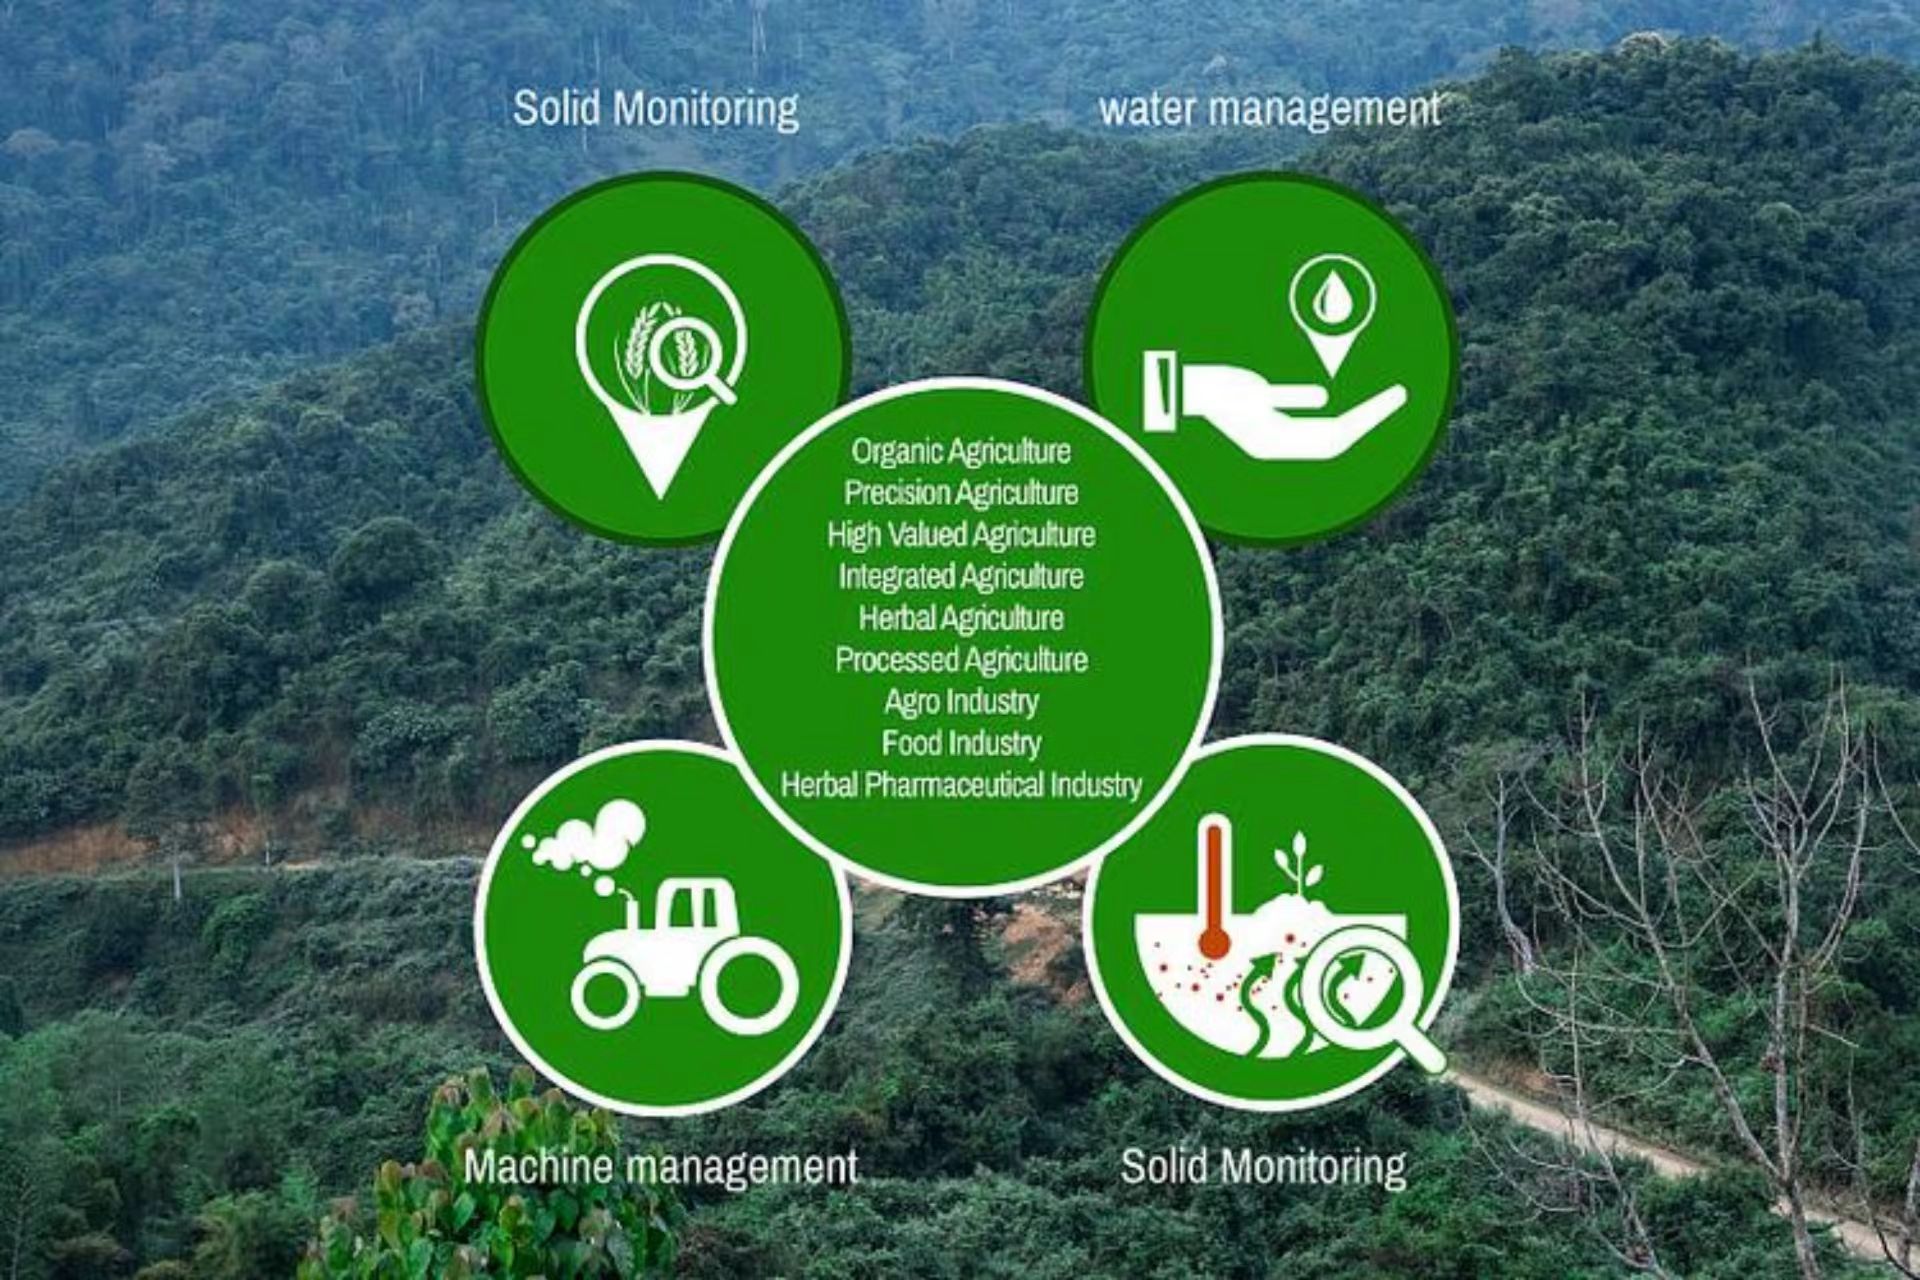 Solid Monitoring
water management
Organic Agriculture
Precision Agriculture
High Valued Agriculture
Integrated Agriculture
Herbal Agriculture
Processed Agriculture
Agro Industry
Food Industry
Herbal Pharmaceutical Industry
Machine management
Solid Monitoring